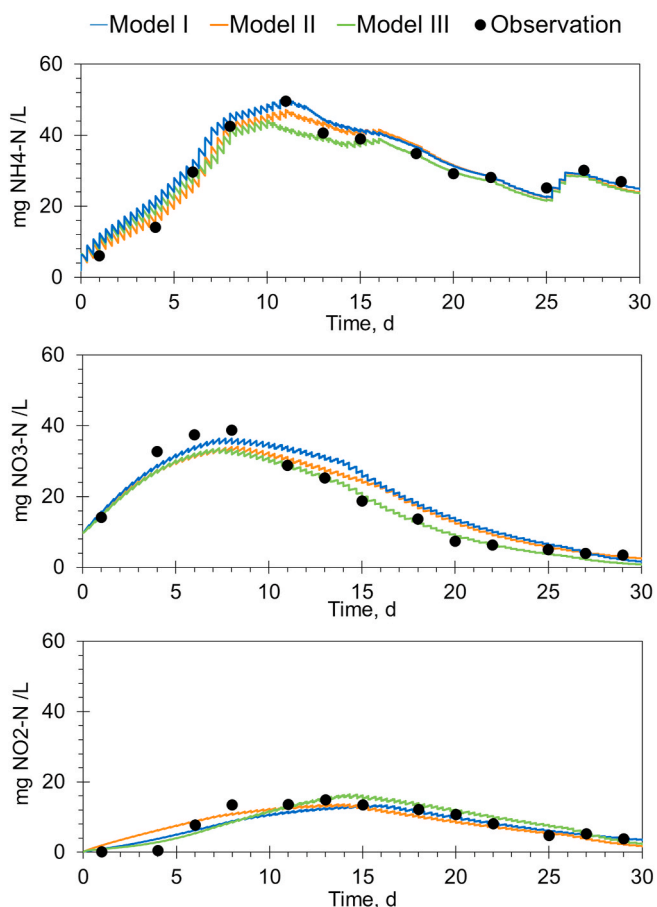 Model I Model II Model III Observation
mg NH4-N /L
60
40
20
0
0 5 10 15 20 25 30
Time, d
mg NO3-N /L
60
40
20
0
0 5 10 15 20 25 30
Time, d
mg NO2-N /L
60
40
20
0
0 5 10 15 20 25 30
Time, d